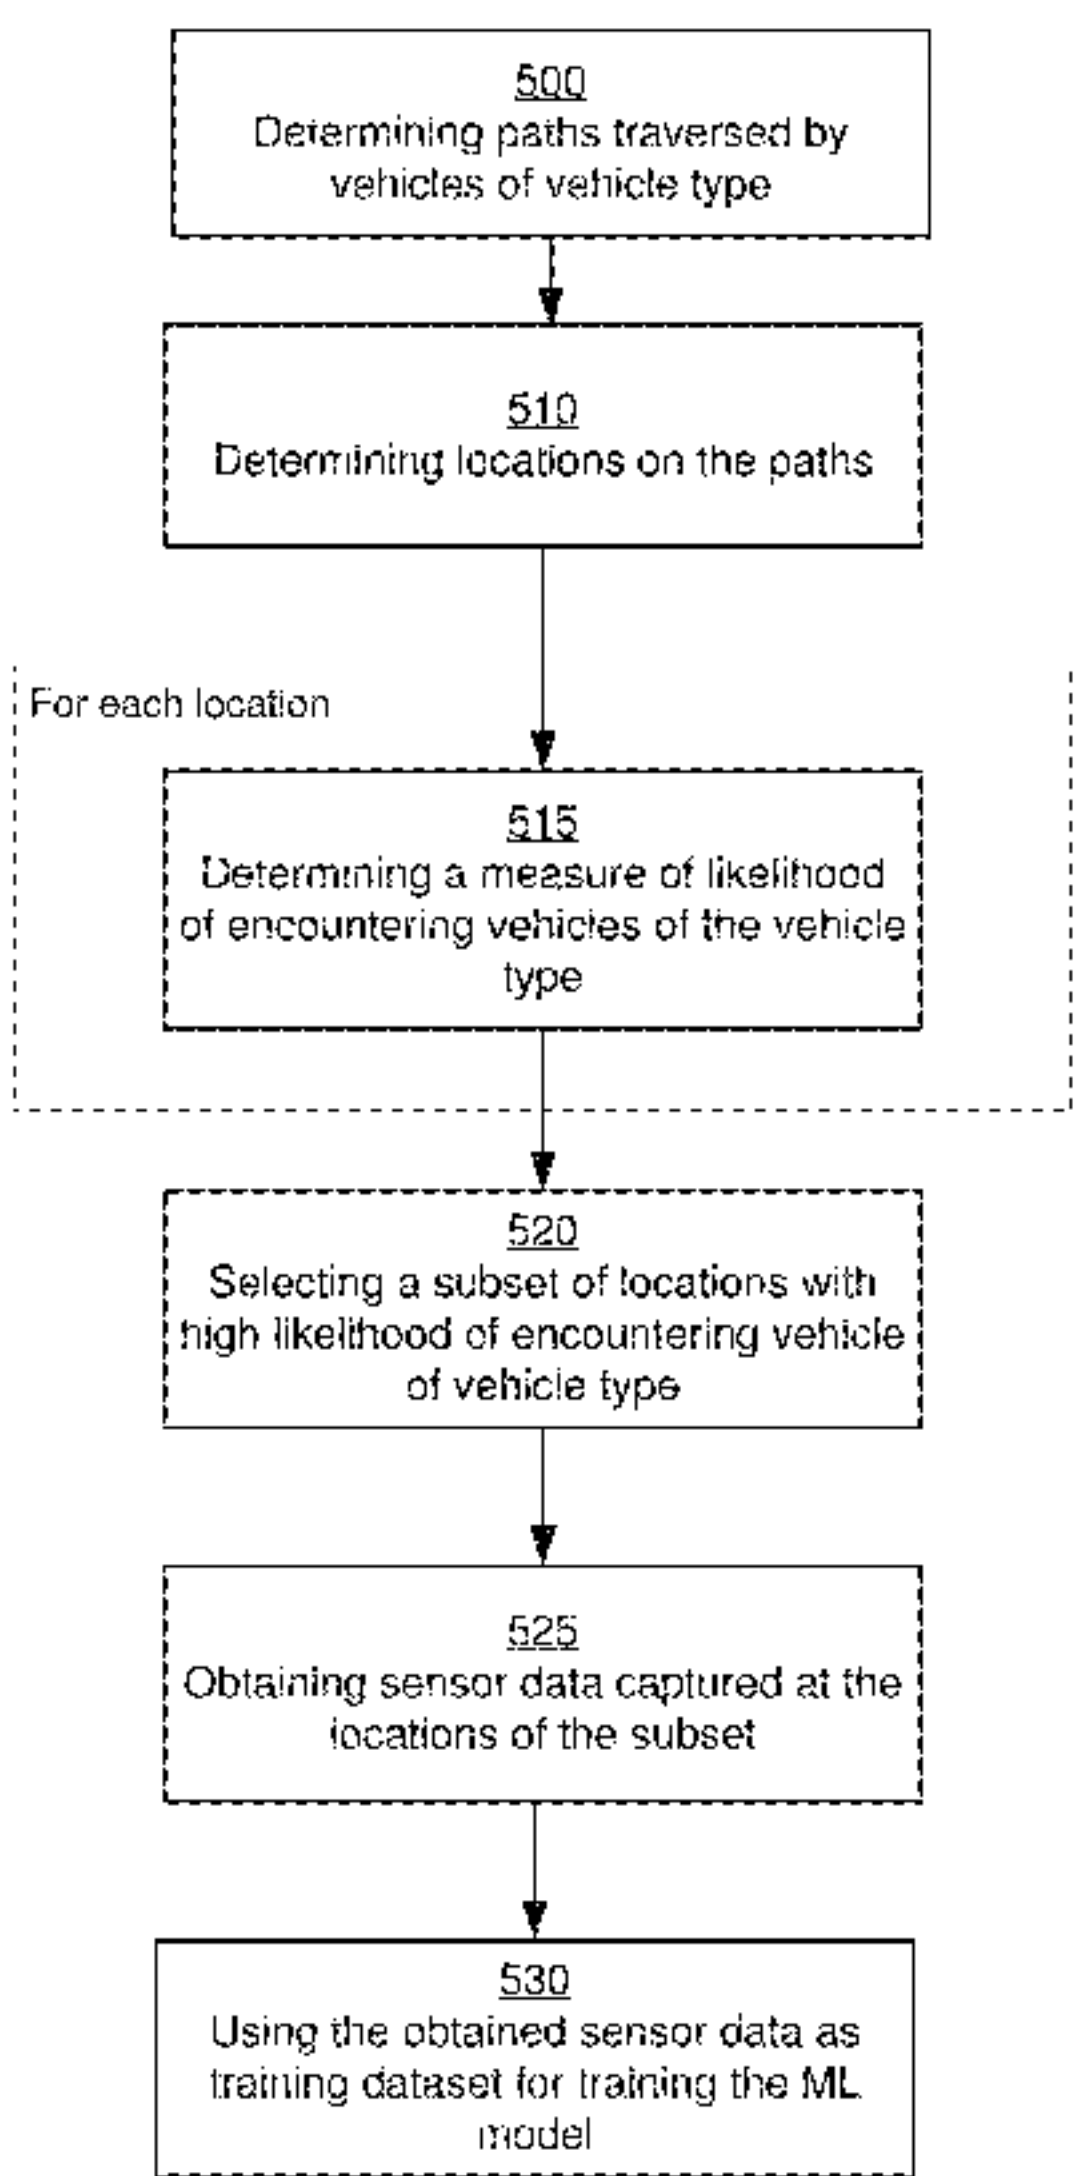 500
Determining paths traversed by
vehicles of vehicle type
510
Determining locations on the paths
For each location
515
Determining a measure of likelihood
of encountering vehicles of the vehicle
type
520
Selecting a subset of locations with
high likelihood of encountering vehicle
of vehicle type
525
Obtaining sensor data captured at the
locations of the subset
530
Using the obtained sensor data as
training dataset for training the ML
model